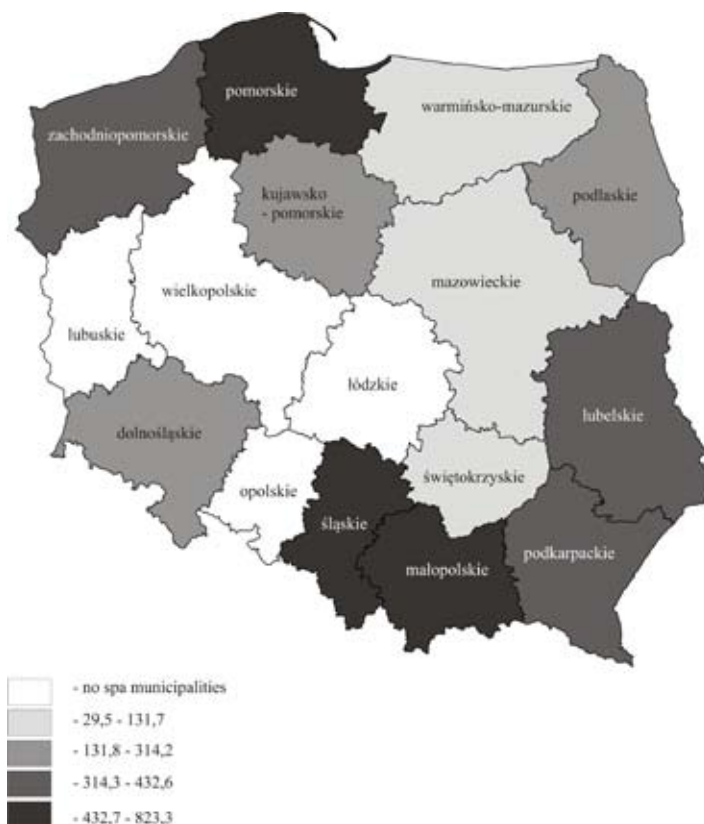 pomorskie
warmińsko-mazurskie
zachodniopomorskie
kujawsko
- pomorskie
podlaskie
wielkopolskie
mazowieckie
lubuskie
łódzkie
lubelskie
dolnośląskie
opolskie
świętokrzyskie
śląskie
małopolskie
podkarpackie
- no spa municipalities
- 29,5 - 131,7
- 131,8 - 314,2
- 314,3 - 432,6
- 432,7 - 823,3